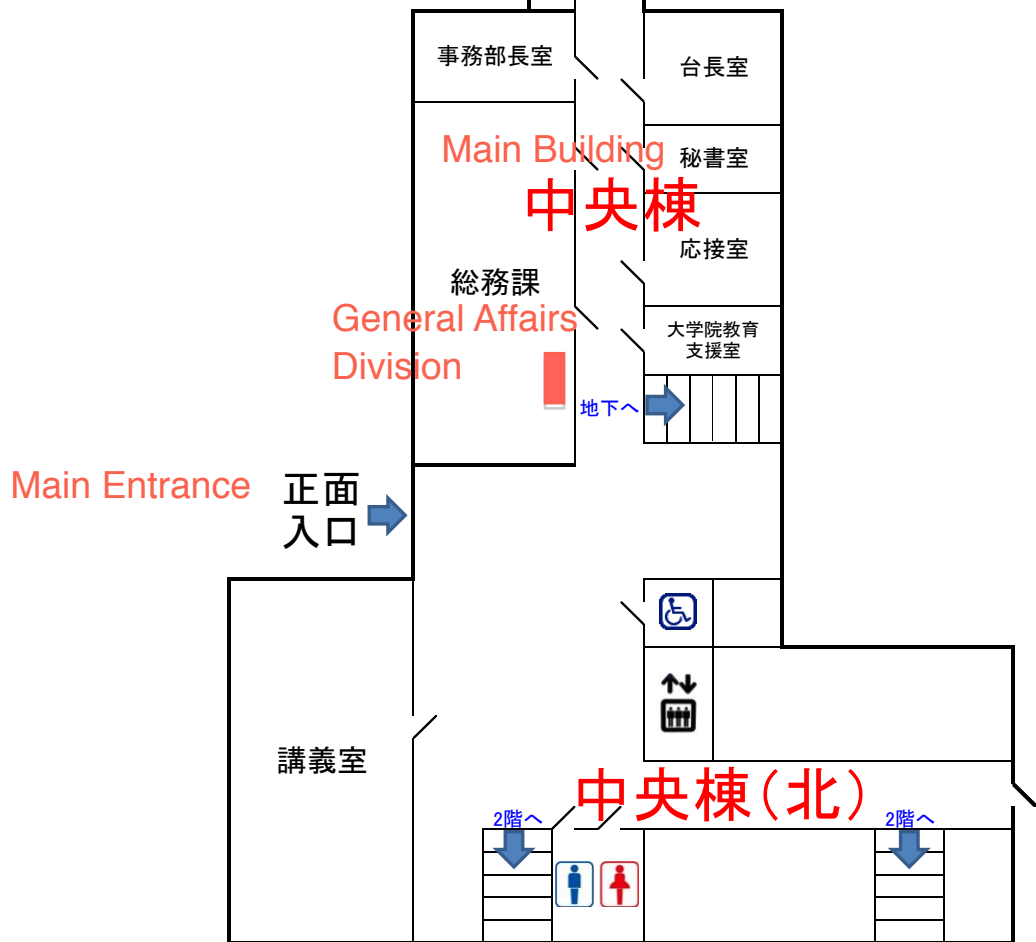 事務部長室
台長室
Main Building
秘書室
中央棟
応接室
総務課
General Affairs
Division
大学院教育
支援室
地下へ
Main Entrance
正面
入口
講義室
中央棟(北)
2階へ
2階へ